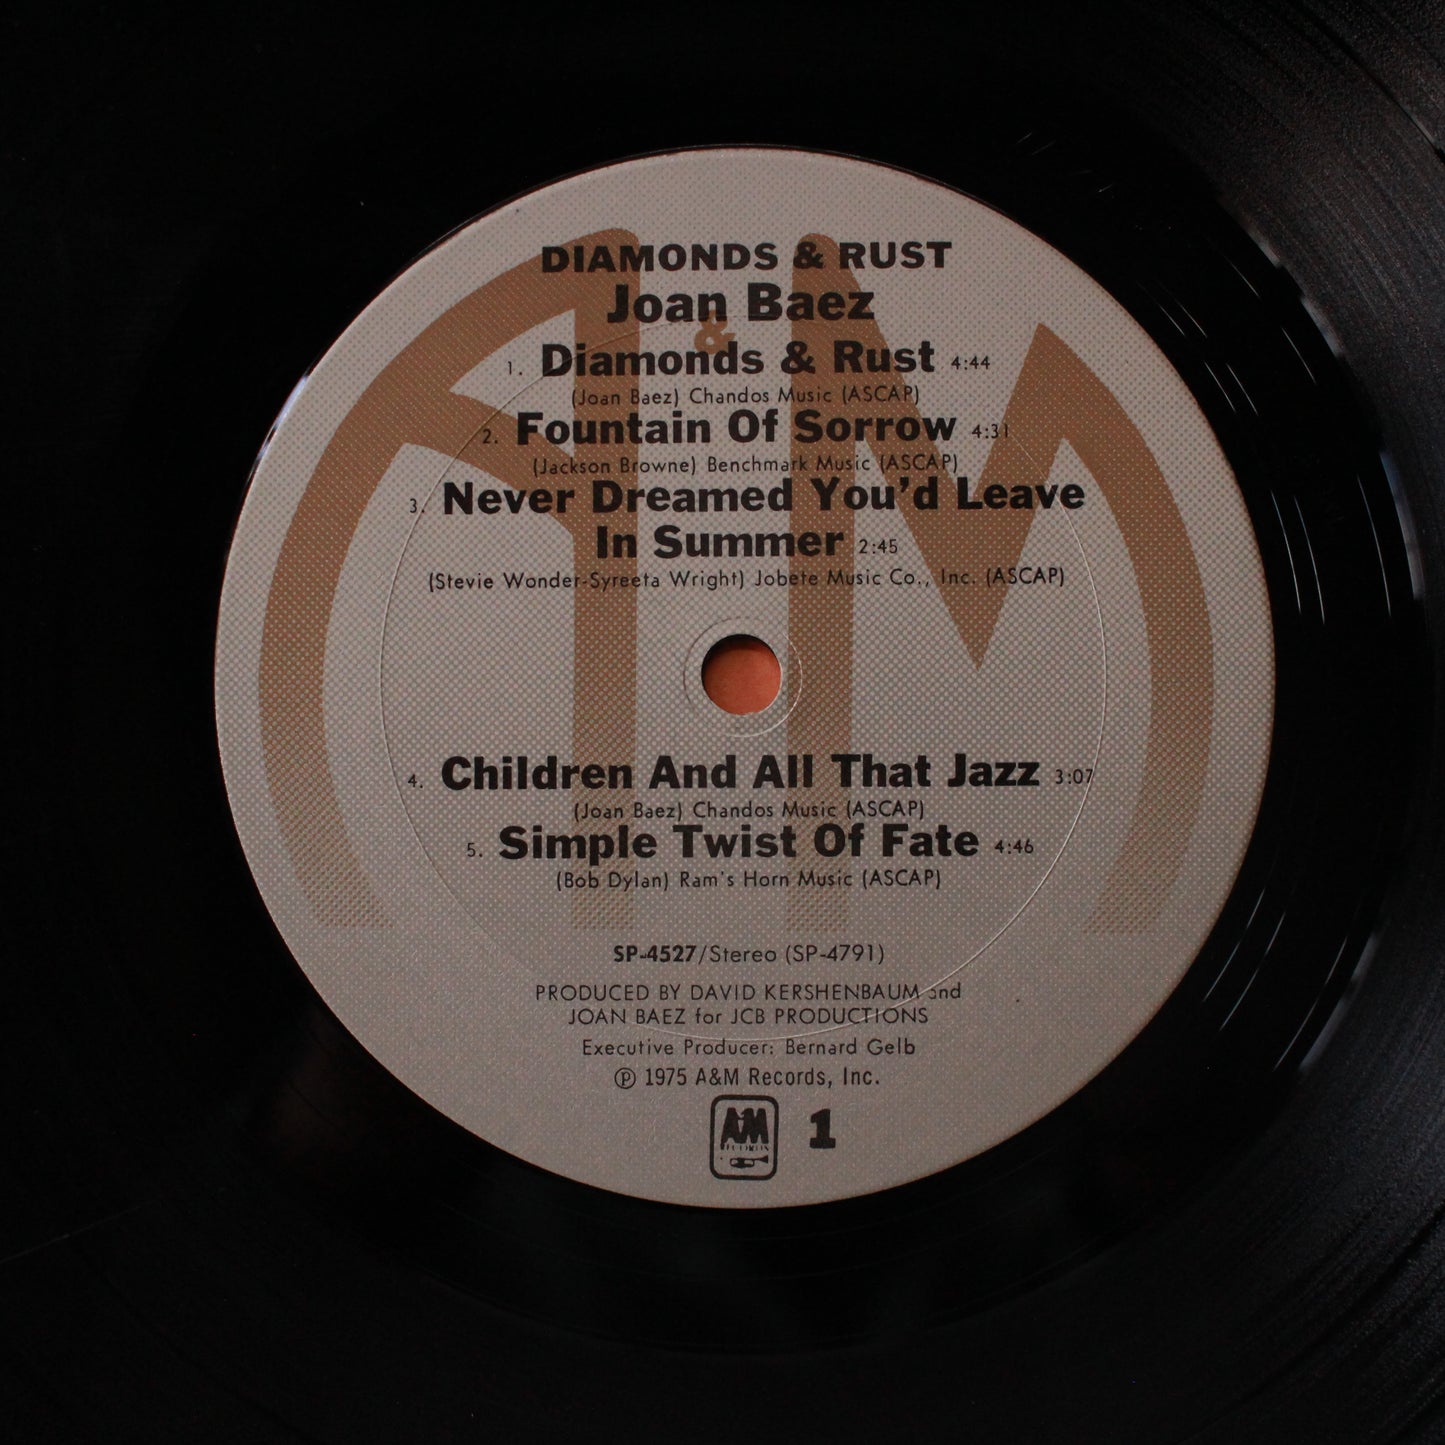 DIAMONDS & RUST
Joan Baez
1. Diamonds & Rust 4:44
(Joan Baez) Chandos Music (ASCAP)
2. Fountain Of Sorrow 4:31
(Jackson Browne) Benchmark Music (ASCAP)
3. Never Dreamed You'd Leave
In Summer 2:45
(Stevie Wonder-Syreeta Wright) Jobete Music Co., Inc. (ASCAP)
4. Children And All That Jazz 3:07
(Joan Baez) Chandos Music (ASCAP)
5. Simple Twist Of Fate 4:46
(Bob Dylan) Ram's Horn Music (ASCAP)
SP-4527/Stereo (SP-4791)
PRODUCED BY DAVID KERSHENBAUM and
JOAN BAEZ for JCB PRODUCTIONS
Executive Producer: Bernard Gelb
℗ 1975 A&M Records, Inc.
A&M 1
RECORDS